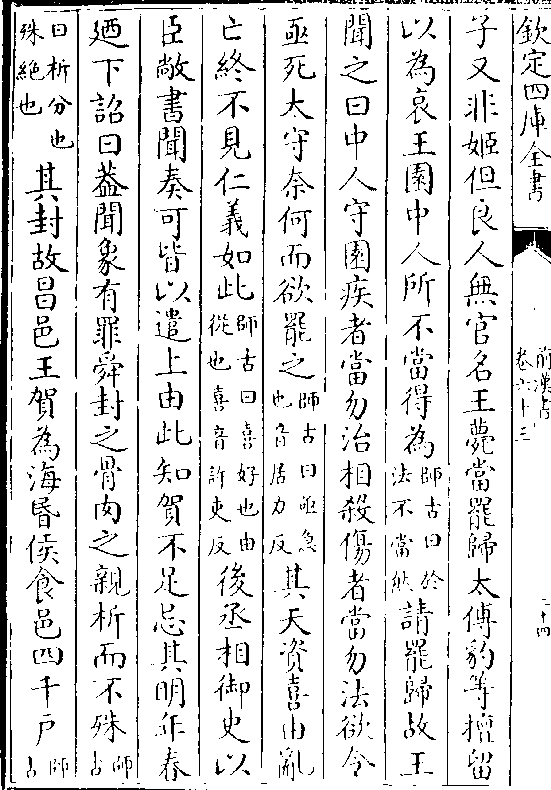 欽定四庫全書
前漢書
卷六十三
二十四
子又非姬但良人無官名王薨當罷歸太傅豹等擅留
以為哀王園中人所不當得為師古曰於法不當然請罷歸故王
聞之曰中人守園疾者當勿治相殺傷者當勿法欲令
亟死太守奈何而欲罷之師古曰亟急也音居力反其天資喜由亂
亡終不見仁義如此師古曰喜好也由從也喜音許吏反後丞相御史以
臣敞書聞奏可皆以遣上由此知賀不足忌其明年春
廼下詔曰葢聞象有罪舜封之骨肉之親析而不殊師古
曰析分也殊絶也其封故昌邑王賀為海昏侯食邑四千戶師古